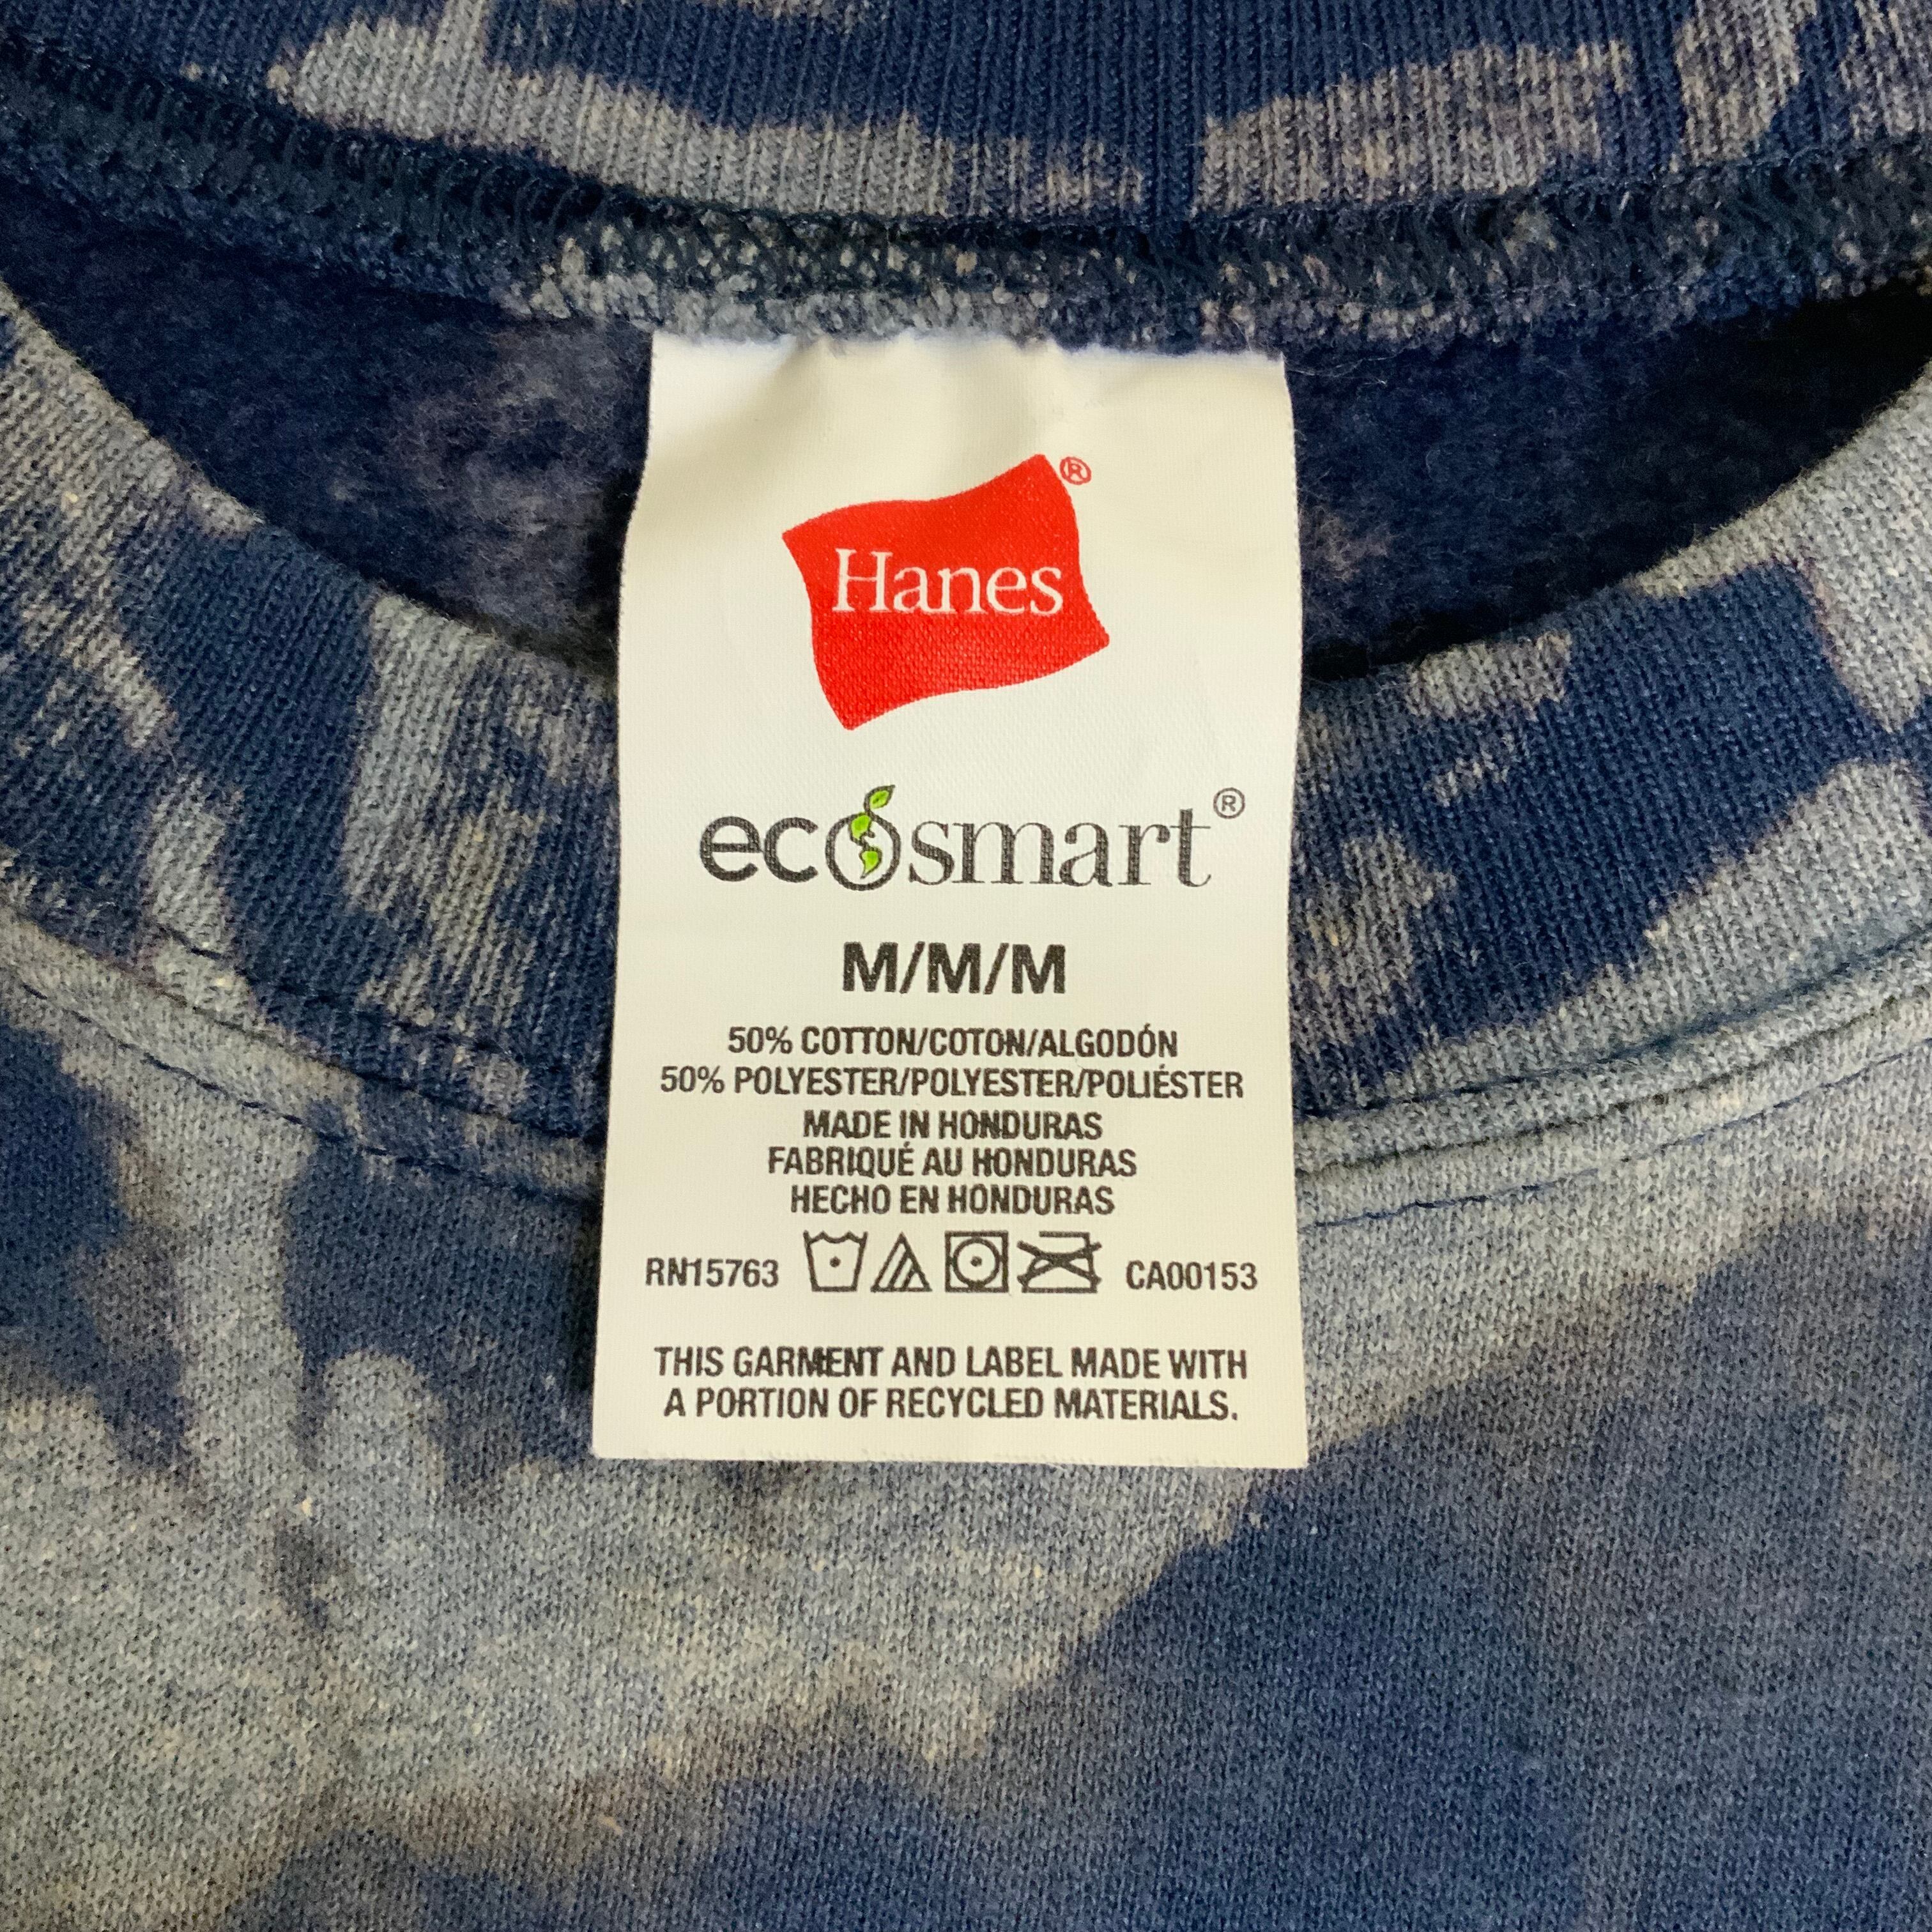 Hanes®
ecosmart®
M/M/M
50% COTTON/COTON/ALGODÓN
50% POLYESTER/POLYESTER/POLIÉSTER
MADE IN HONDURAS
FABRIQUÉ AU HONDURAS
HECHO EN HONDURAS
RN15763 CA00153
THIS GARMENT AND LABEL MADE WITH
A PORTION OF RECYCLED MATERIALS.